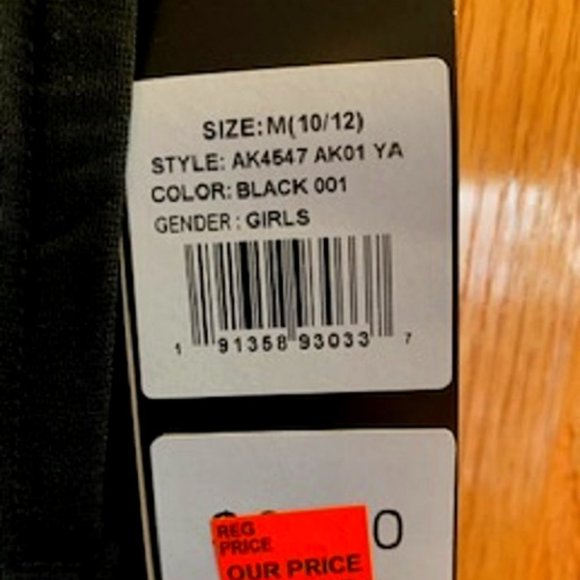 SIZE: M(10/12)
STYLE: AK4547 AK01 YA
COLOR: BLACK 001
GENDER : GIRLS
1 91358 93033 7
0
REG
PRICE
OUR PRICE